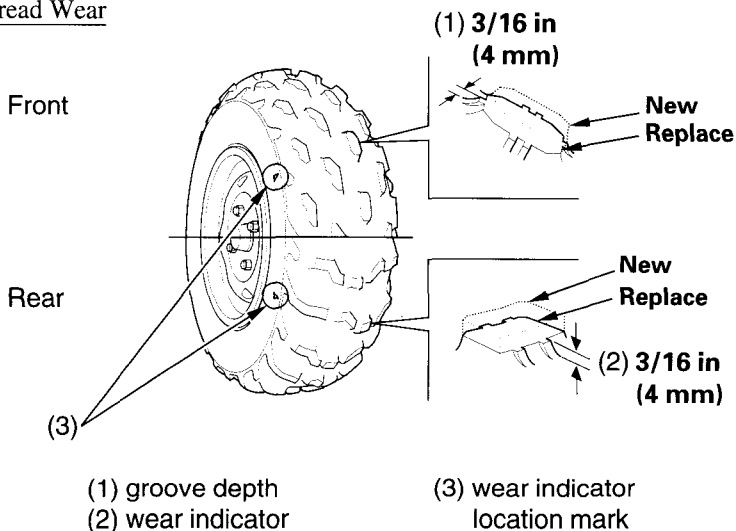 read Wear
Front
(1) 3/16 in
(4 mm)
New
Replace
Rear
New
Replace
(2) 3/16 in
(4 mm)
(3)
(1) groove depth
(2) wear indicator
(3) wear indicator
location mark